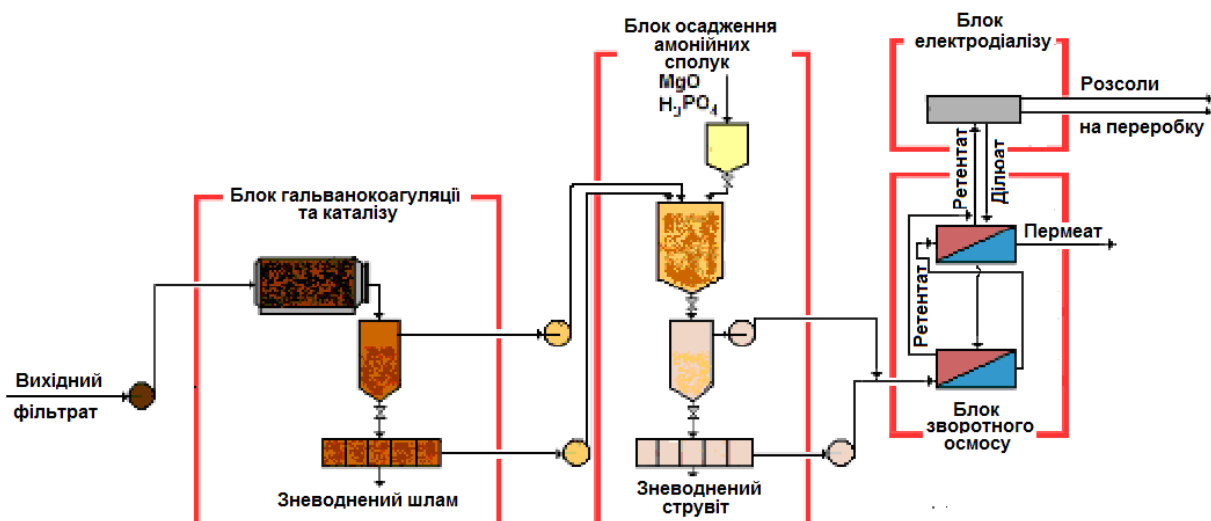 Блок осадження
амонійних
сполук
MgO
H₃PO₄
Блок
електродіалізу
Розсоли
на переробку
Ретентат
Ділюат
Блок гальванокоагуляції
та каталізу
Пермеат
Ретентат
Вихідний
фільтрат
Блок
зворотного
осмосу
Зневоднений шлам
Зневоднений
струвіт